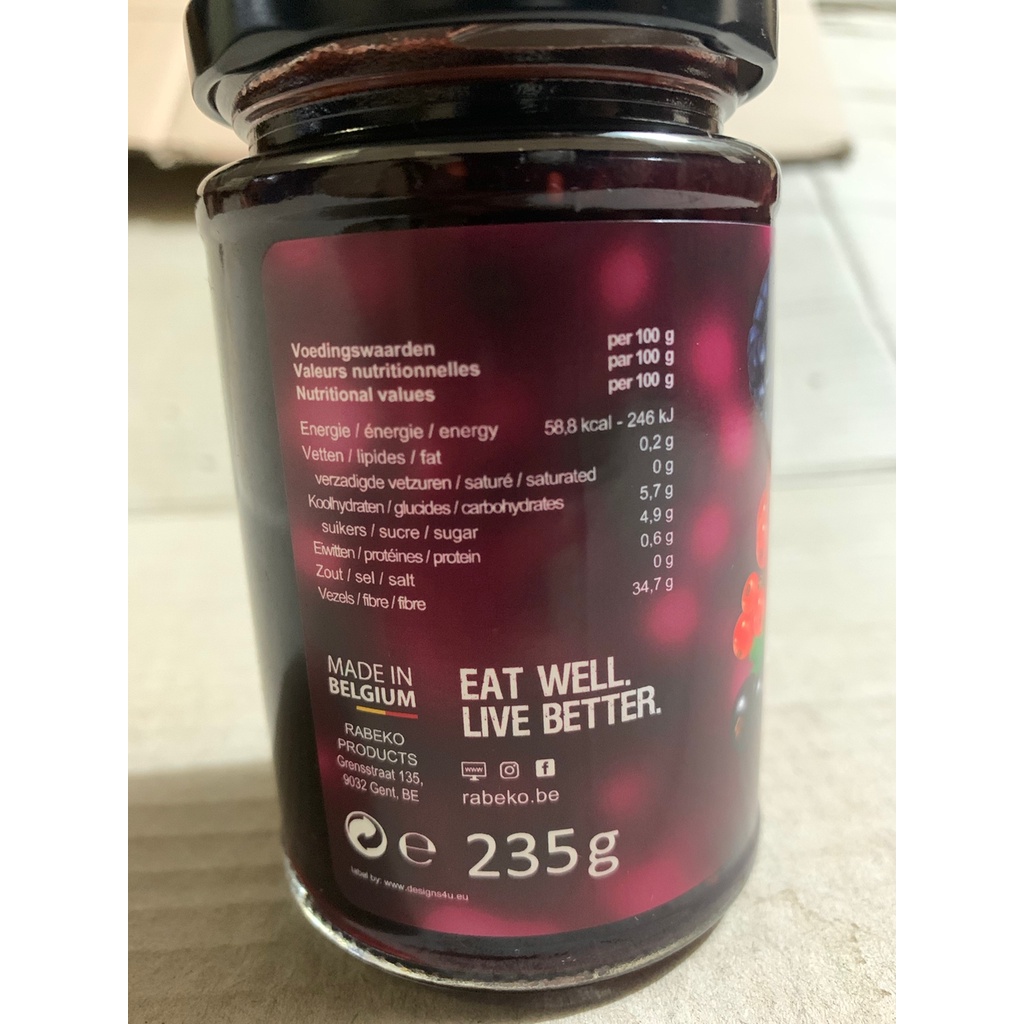 Voedingswaarden per 100 g
Valeurs nutritionnelles par 100 g
Nutritional values per 100 g
Energie / énergie / energy 58,8 kcal - 246 kJ
Vetten / lipides / fat 0,2 g
verzadigde vetzuren / saturé / saturated 0 g
Koolhydraten / glucides / carbohydrates 5,7 g
suikers / sucre / sugar 4,9 g
Eiwitten / protéines / protein 0,6 g
Zout / sel / salt 0 g
Vezels / fibre / fibre 34,7 g
MADE IN
BELGIUM
RABEKO
PRODUCTS
Grensstraat 135,
9032 Gent, BE
EAT WELL.
LIVE BETTER.
www
rabeko.be
e 235g
label by: www.designs4u.eu